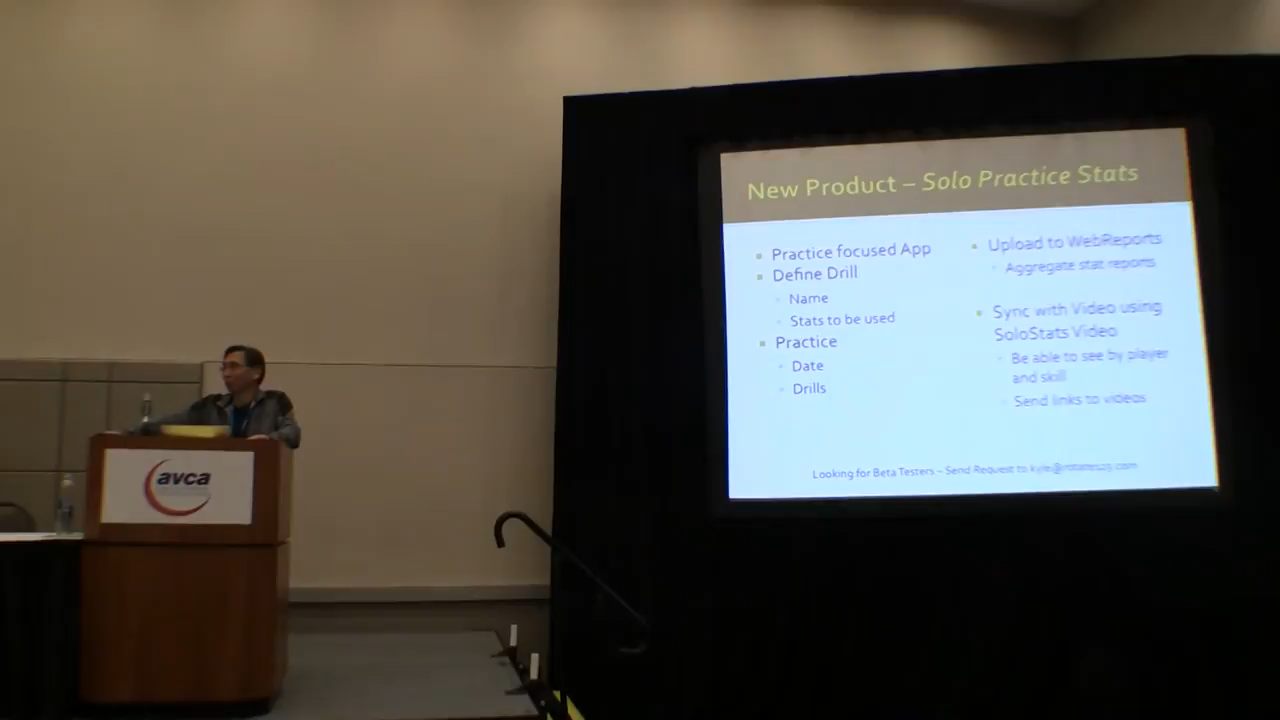 avca
New Product – Solo Practice Stats
Practice focused App
Define Drill
Name
Stats to be used
Practice
Date
Drills
Upload to WebReports
Aggregate stat reports
Sync with Video using
SoloStats Video
Be able to see by player
and skill
Send links to videos
Looking for Beta Testers – Send Request to